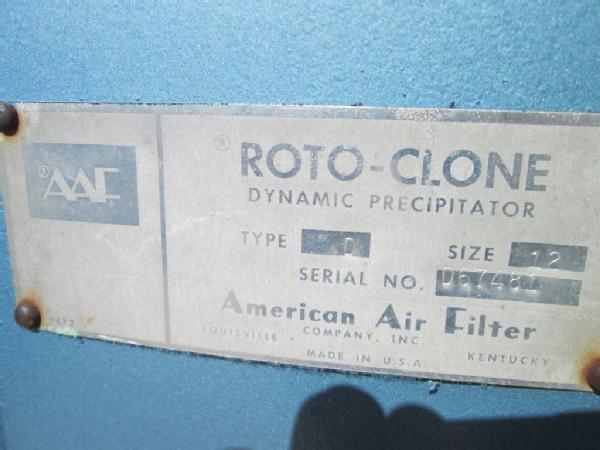 ® AAF
® ROTO-CLONE
DYNAMIC PRECIPITATOR
TYPE D SIZE 12
SERIAL NO.
American Air Filter
COMPANY, INC.
LOUISVILLE, KENTUCKY
MADE IN U.S.A